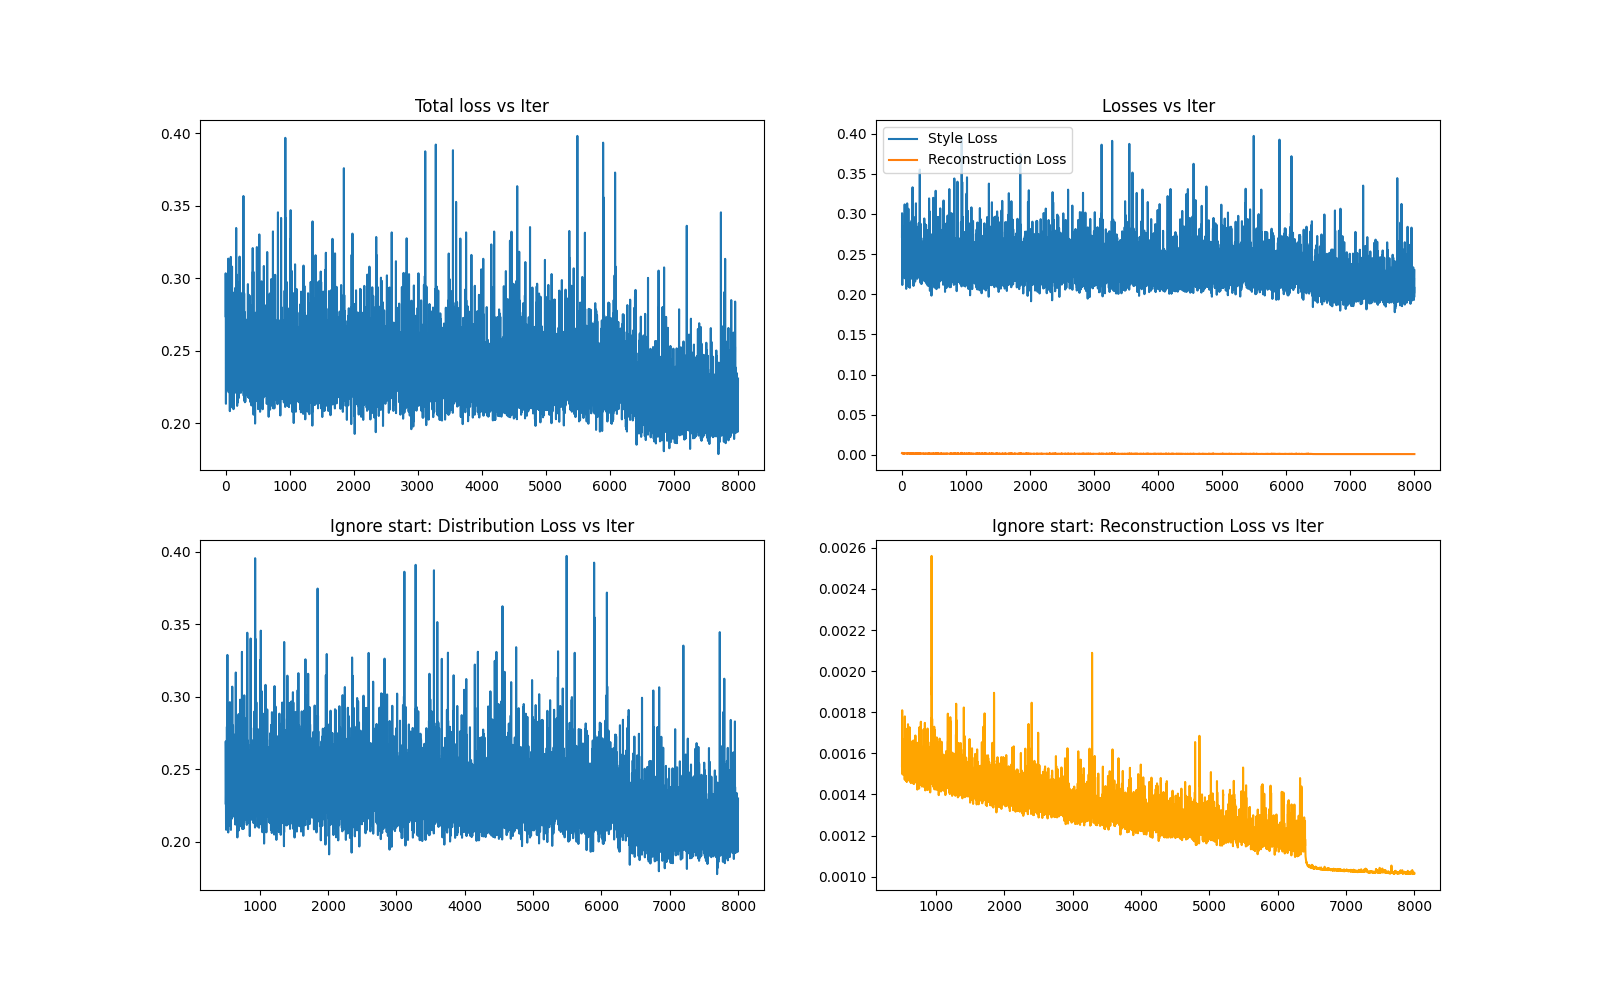 Total loss vs Iter
0.40
0.35
0.30
0.25
0.20
0 1000 2000 3000 4000 5000 6000 7000 8000
Losses vs Iter
Style Loss
Reconstruction Loss
0.40
0.35
0.30
0.25
0.20
0.15
0.10
0.05
0.00
0 1000 2000 3000 4000 5000 6000 7000 8000
Ignore start: Distribution Loss vs Iter
0.40
0.35
0.30
0.25
0.20
1000 2000 3000 4000 5000 6000 7000 8000
Ignore start: Reconstruction Loss vs Iter
0.0026
0.0024
0.0022
0.0020
0.0018
0.0016
0.0014
0.0012
0.0010
1000 2000 3000 4000 5000 6000 7000 8000